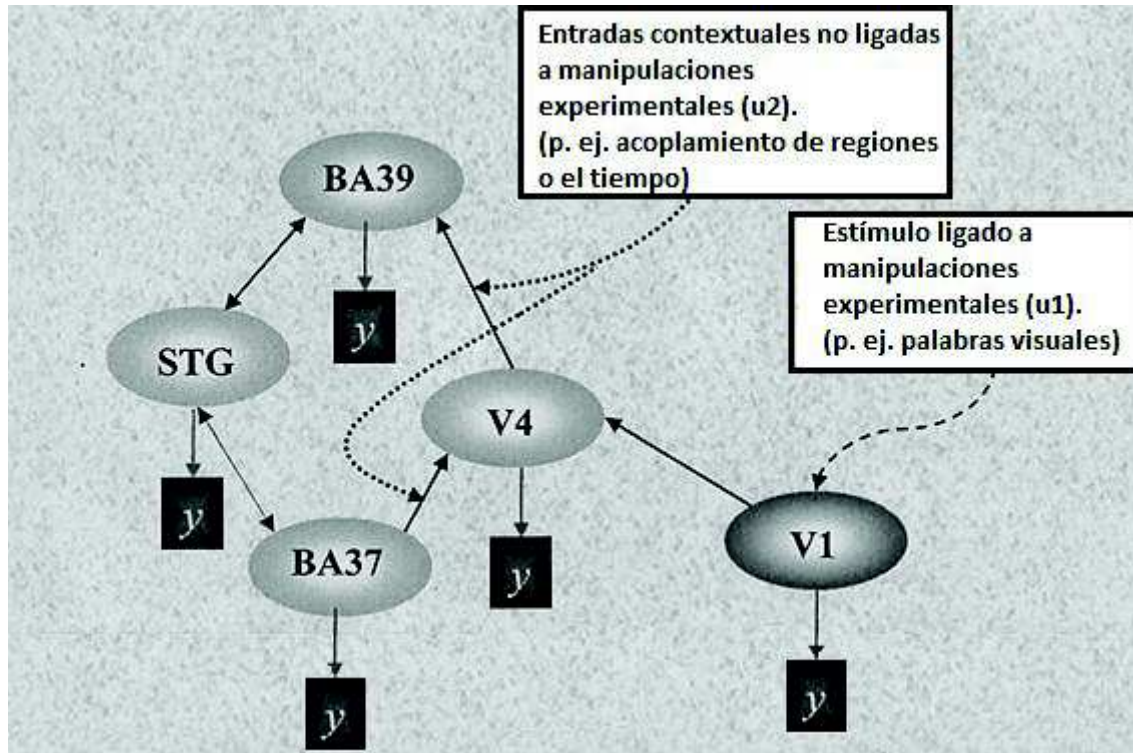 Entradas contextuales no ligadas
a manipulaciones
experimentales (u2).
(p. ej. acoplamiento de regiones
o el tiempo)
Estímulo ligado a
manipulaciones
experimentales (u1).
(p. ej. palabras visuales)
BA39
y
STG
y
V4
y
BA37
y
V1
y